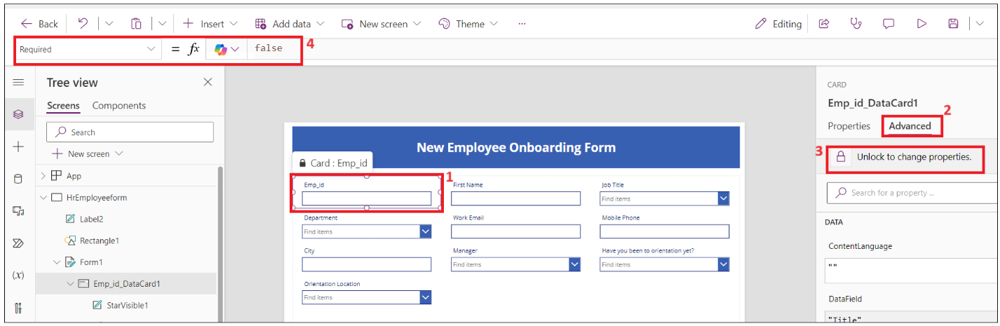 Back
Insert
Add data
New screen
Theme
...
Editing
Required
= fx
false
4
Tree view
Screens Components
Search
New screen
App
HrEmployeeform
Label2
Rectangle1
Form1
Emp_id_DataCard1
StarVisible1
(x)
New Employee Onboarding Form
Card : Emp_id
1
Emp_id First Name Job Title
Find items
Department Work Email Mobile Phone
Find items
City Manager Have you been to orientation yet?
Find items Find items
Orientation Location
Find items
CARD
Emp_id_DataCard1
2
Properties Advanced
3
Unlock to change properties.
Search for a property ...
DATA
ContentLanguage
""
DataField
"Title"